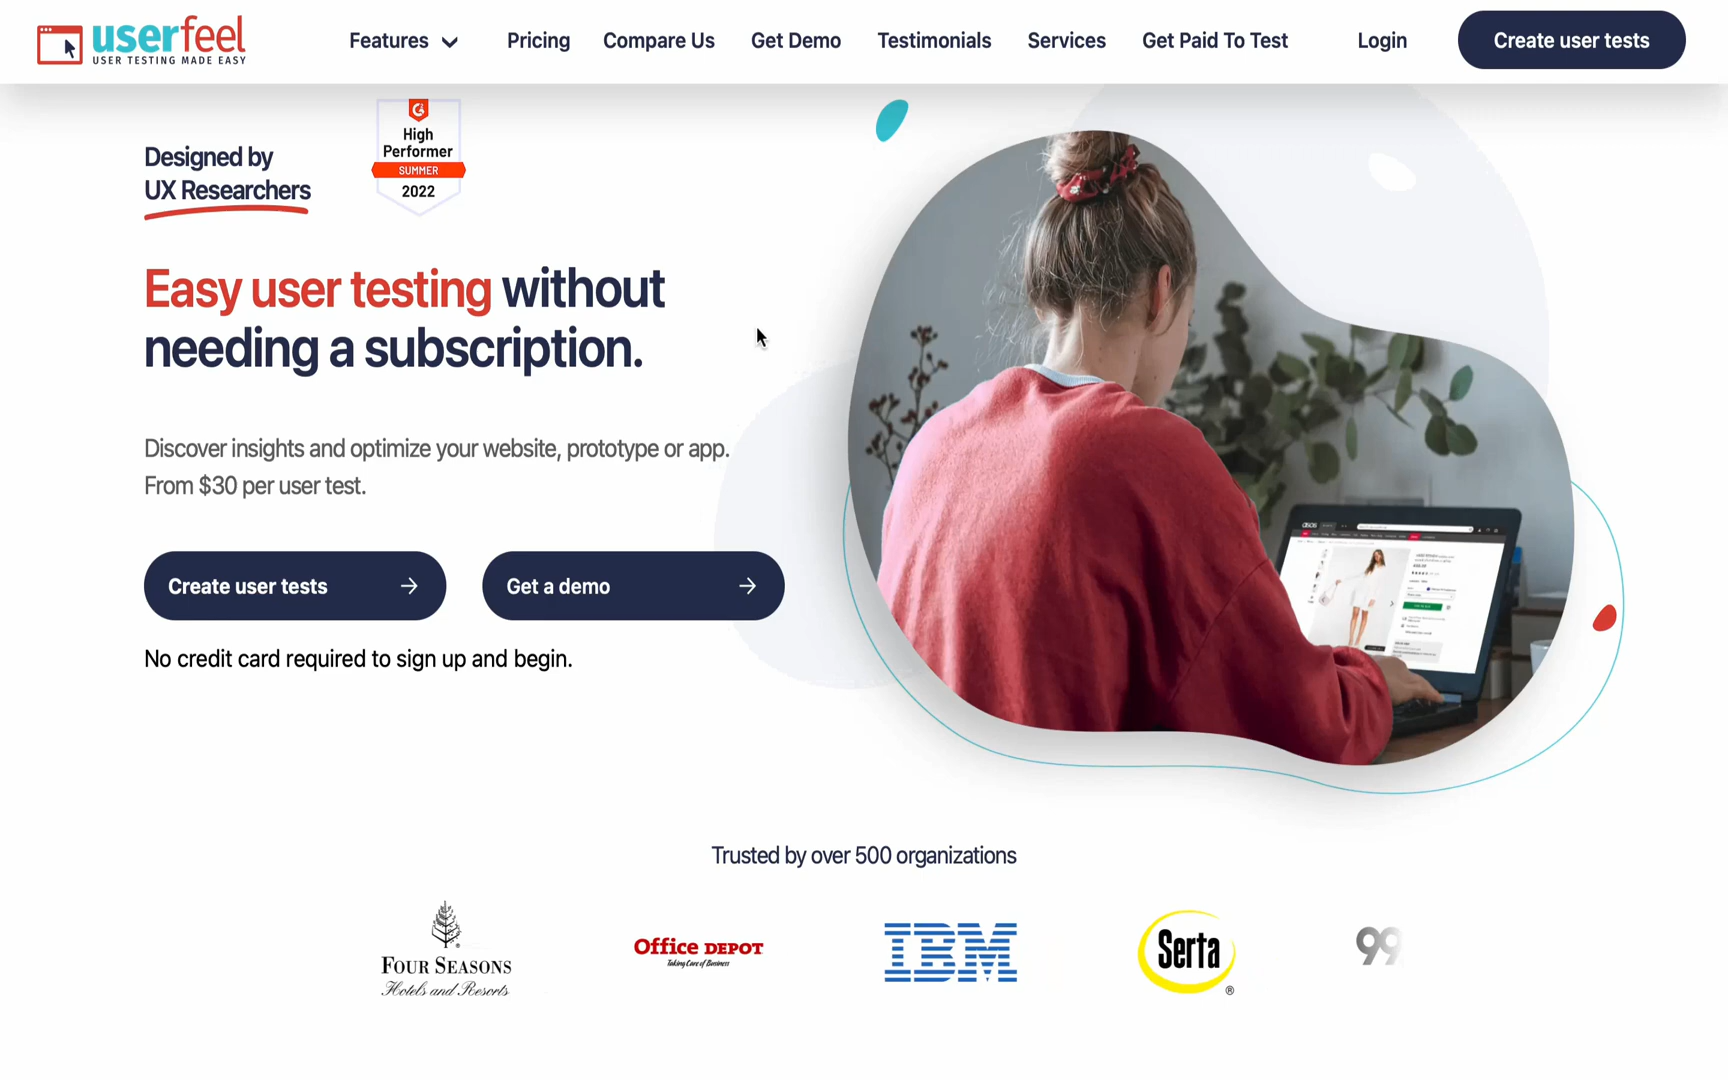 userfeel
USER TESTING MADE EASY
Features
Pricing
Compare Us
Get Demo
Testimonials
Services
Get Paid To Test
Login
Create user tests
Designed by
UX Researchers
High
Performer
SUMMER
2022
Easy user testing without
needing a subscription.
Discover insights and optimize your website, prototype or app.
From $30 per user test.
Create user tests
Get a demo
No credit card required to sign up and begin.
asos
Trusted by over 500 organizations
FOUR SEASONS
Hotels and Resorts
Office DEPOT
Taking Care of Business
IBM
Serta
®
99